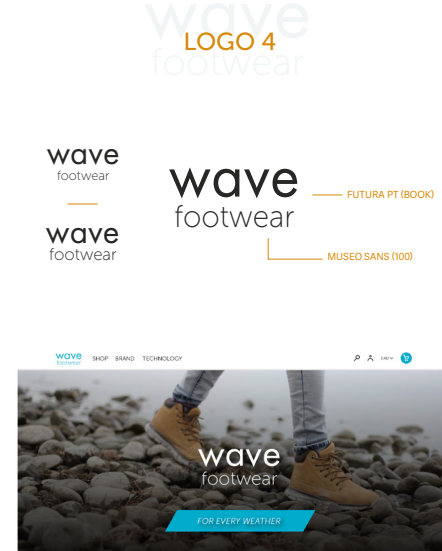 wave
footwear
LOGO 4
wave
footwear
wave
footwear
wave
footwear
FUTURA PT (BOOK)
MUSEO SANS (100)
wave
footwear
SHOP BRAND TECHNOLOGY
wave
footwear
FOR EVERY WEATHER